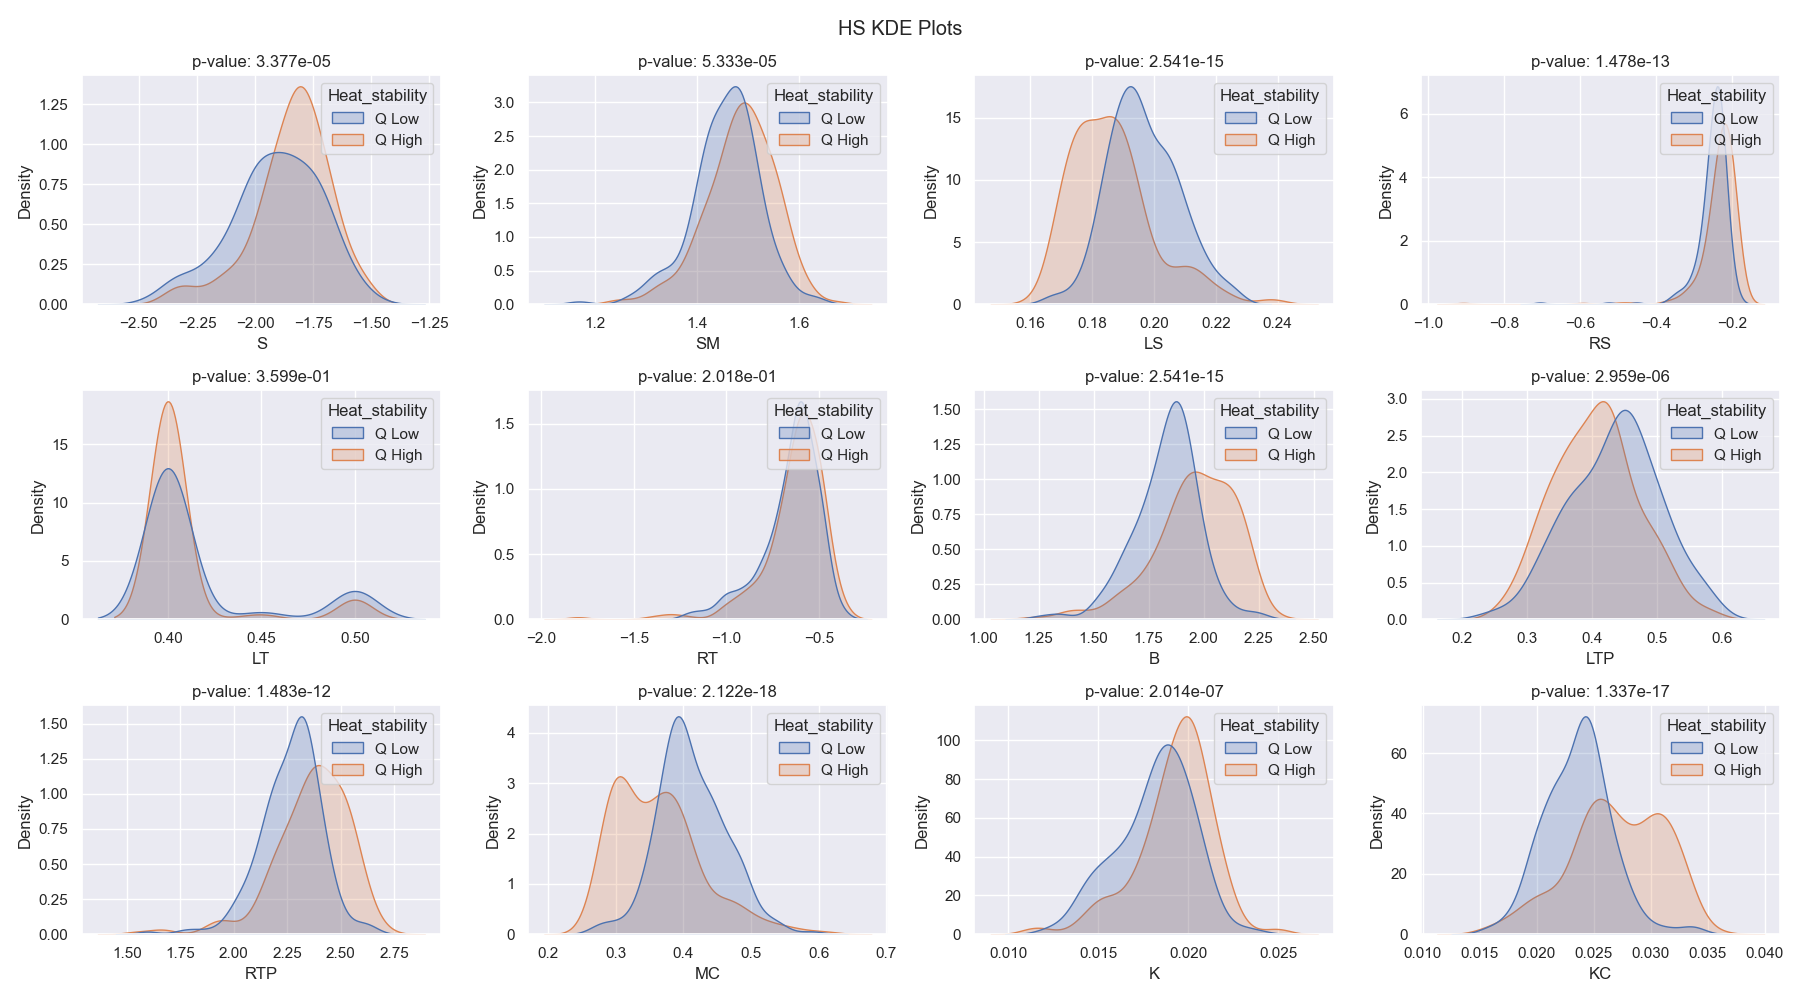 HS KDE Plots
p-value: 3.377e-05
Heat_stability
Q Low
Q High
Density
1.25
1.00
0.75
0.50
0.25
0.00
−2.50 −2.25 −2.00 −1.75 −1.50 −1.25
S
p-value: 5.333e-05
Heat_stability
Q Low
Q High
Density
3.0
2.5
2.0
1.5
1.0
0.5
0.0
1.2 1.4 1.6
SM
p-value: 2.541e-15
Heat_stability
Q Low
Q High
Density
15
10
5
0
0.16 0.18 0.20 0.22 0.24
LS
p-value: 1.478e-13
Heat_stability
Q Low
Q High
Density
6
4
2
0
−1.0 −0.8 −0.6 −0.4 −0.2
RS
p-value: 3.599e-01
Heat_stability
Q Low
Q High
Density
15
10
5
0
0.40 0.45 0.50
LT
p-value: 2.018e-01
Heat_stability
Q Low
Q High
Density
1.5
1.0
0.5
0.0
−2.0 −1.5 −1.0 −0.5
RT
p-value: 2.541e-15
Heat_stability
Q Low
Q High
Density
1.50
1.25
1.00
0.75
0.50
0.25
0.00
1.00 1.25 1.50 1.75 2.00 2.25 2.50
B
p-value: 2.959e-06
Heat_stability
Q Low
Q High
Density
3.0
2.5
2.0
1.5
1.0
0.5
0.0
0.2 0.3 0.4 0.5 0.6
LTP
p-value: 1.483e-12
Heat_stability
Q Low
Q High
Density
1.50
1.25
1.00
0.75
0.50
0.25
0.00
1.50 1.75 2.00 2.25 2.50 2.75
RTP
p-value: 2.122e-18
Heat_stability
Q Low
Q High
Density
4
3
2
1
0
0.2 0.3 0.4 0.5 0.6 0.7
MC
p-value: 2.014e-07
Heat_stability
Q Low
Q High
Density
100
80
60
40
20
0
0.010 0.015 0.020 0.025
K
p-value: 1.337e-17
Heat_stability
Q Low
Q High
Density
60
40
20
0
0.010 0.015 0.020 0.025 0.030 0.035 0.040
KC